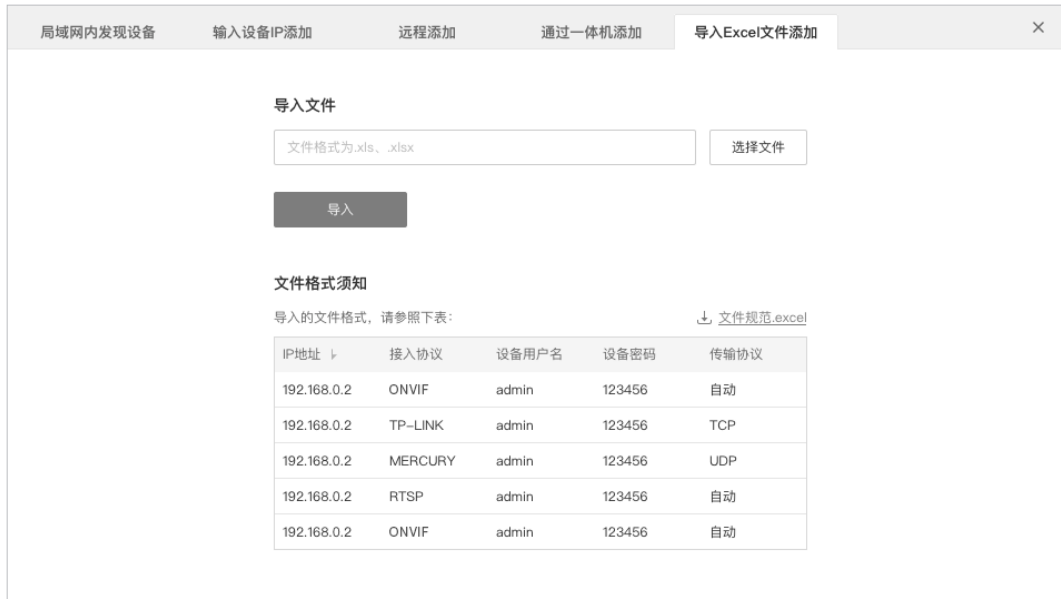 局域网内发现设备 输入设备IP添加 远程添加 通过一体机添加 导入Excel文件添加
导入文件
文件格式为.xls、.xlsx 选择文件
导入
文件格式须知
导入的文件格式，请参照下表： 文件规范.excel
IP地址 接入协议 设备用户名 设备密码 传输协议
192.168.0.2 ONVIF admin 123456 自动
192.168.0.2 TP-LINK admin 123456 TCP
192.168.0.2 MERCURY admin 123456 UDP
192.168.0.2 RTSP admin 123456 自动
192.168.0.2 ONVIF admin 123456 自动